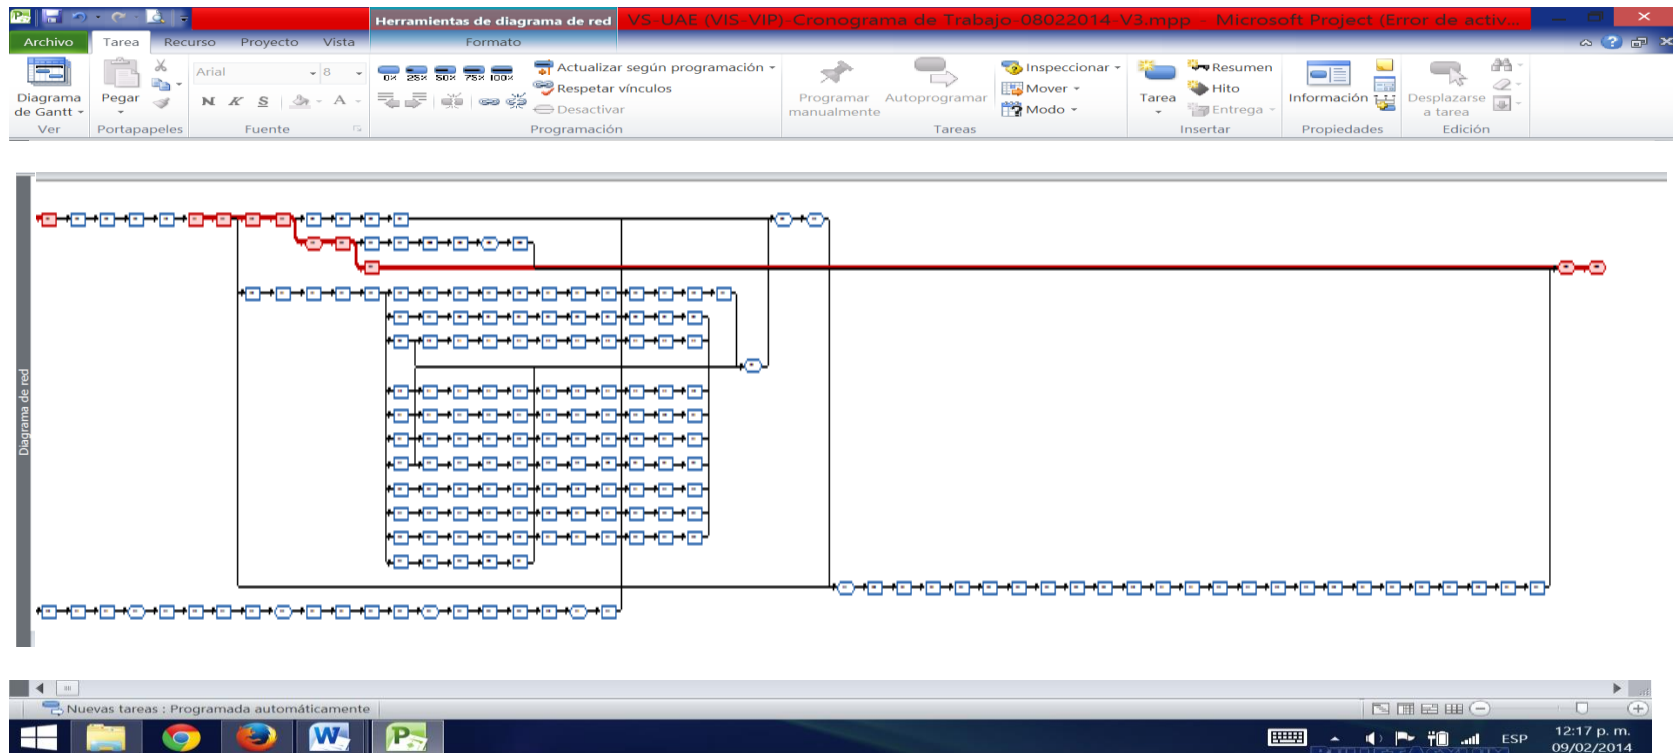 Herramientas de diagrama de red
VS-UAE (VIS-VIP)-Cronograma de Trabajo-08022014-V3.mpp - Microsoft Project (Error de activ...
Archivo Tarea Recurso Proyecto Vista Formato
Diagrama de Gantt
Pegar
Arial 8
N K S A
0% 25% 50% 75% 100%
Actualizar según programación
Respetar vínculos
Desactivar
Programar manualmente
Autoprogramar
Inspeccionar
Mover
Modo
Tarea
Resumen
Hito
Entrega
Información
Desplazarse a tarea
Ver Portapapeles Fuente Programación Tareas Insertar Propiedades Edición
Diagrama de red
Nuevas tareas : Programada automáticamente
ESP
12:17 p. m.
09/02/2014